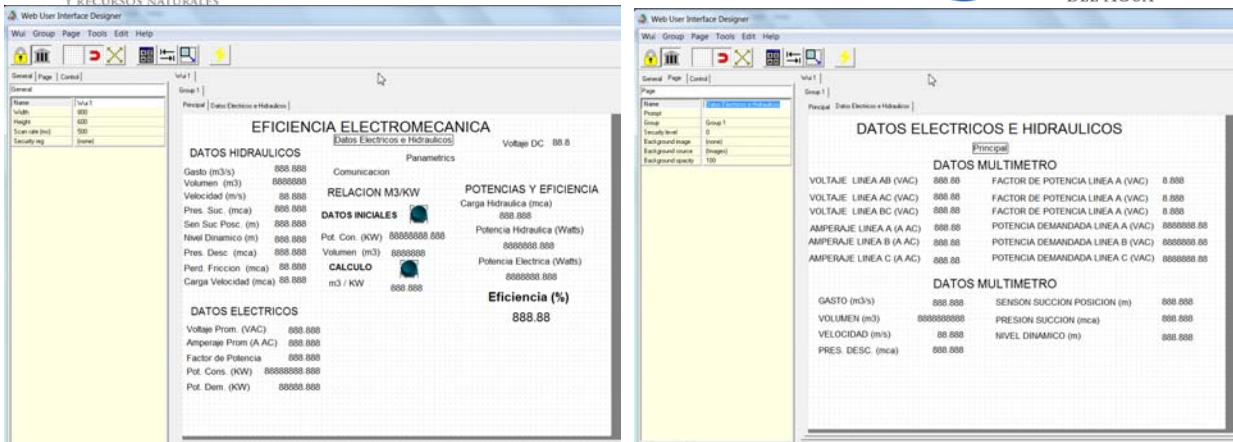 Y RECURSOS NATURALES
DEL AGUA
Web User Interface Designer
Wui Group Page Tools Edit Help
General Page Control
General
Name Wui 1
Width 800
Height 600
Scan rate (ms) 500
Security reg (none)
Wui 1
Group 1
Principal Datos Electricos e Hidraulicos
EFICIENCIA ELECTROMECANICA
Datos Electricos e Hidraulicos
Voltaje DC 88.8
DATOS HIDRAULICOS
Panametrics
Gasto (m3/s) 888.888
Comunicacion
Volumen (m3) 8888888
Velocidad (m/s) 88.888
RELACION M3/KW
POTENCIAS Y EFICIENCIA
Pres. Suc. (mca) 888.888
DATOS INICIALES
Carga Hidraulica (mca)
888.888
Sen Suc Posc. (m) 888.888
Potencia Hidraulica (Watts)
Nivel Dinamico (m) 888.888
Pot. Con. (KW) 88888888.888
8888888.888
Pres. Desc (mca) 888.888
Volumen (m3) 8888888
Potencia Electrica (Watts)
Perd. Friccion (mca) 88.888
CALCULO
8888888.888
Carga Velocidad (mca) 88.888
m3 / KW 888.888
Eficiencia (%)
888.88
DATOS ELECTRICOS
Voltaje Prom. (VAC) 888.888
Amperaje Prom (A AC) 888.888
Factor de Potencia 888.888
Pot. Cons. (KW) 88888888.888
Pot. Dem. (KW) 88888.888
Web User Interface Designer
Wui Group Page Tools Edit Help
General Page Control
Page
Name Datos Electricos e Hidraulicos
Prompt
Group Group 1
Security level 0
Background image (none)
Background source (Images)
Background opacity 100
Wui 1
Group 1
Principal Datos Electricos e Hidraulicos
DATOS ELECTRICOS E HIDRAULICOS
Principal
DATOS MULTIMETRO
VOLTAJE LINEA AB (VAC) 888.88 FACTOR DE POTENCIA LINEA A (VAC) 8.888
VOLTAJE LINEA AC (VAC) 888.88 FACTOR DE POTENCIA LINEA A (VAC) 8.888
VOLTAJE LINEA BC (VAC) 888.88 FACTOR DE POTENCIA LINEA A (VAC) 8.888
AMPERAJE LINEA A (A AC) 888.88 POTENCIA DEMANDADA LINEA A (VAC) 8888888.88
AMPERAJE LINEA B (A AC) 888.88 POTENCIA DEMANDADA LINEA B (VAC) 8888888.88
AMPERAJE LINEA C (A AC) 888.88 POTENCIA DEMANDADA LINEA C (VAC) 8888888.88
DATOS MULTIMETRO
GASTO (m3/s) 888.888 SENSON SUCCION POSICION (m) 888.888
VOLUMEN (m3) 8888888888 PRESION SUCCION (mca) 888.888
VELOCIDAD (m/s) 88.888 NIVEL DINAMICO (m) 888.888
PRES. DESC. (mca) 888.888